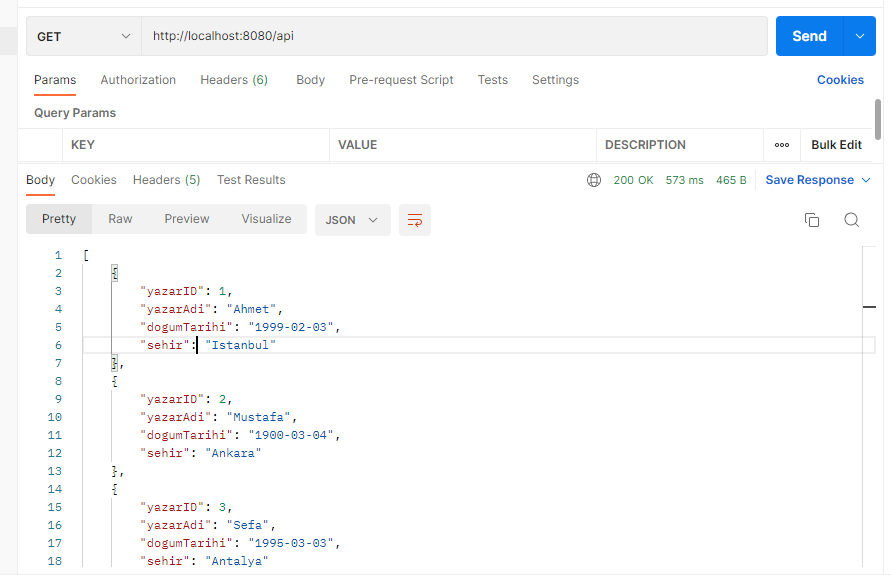 GET http://localhost:8080/api Send
Params Authorization Headers (6) Body Pre-request Script Tests Settings Cookies
Query Params
KEY VALUE DESCRIPTION ooo Bulk Edit
Body Cookies Headers (5) Test Results 200 OK 573 ms 465 B Save Response
Pretty Raw Preview Visualize JSON
1 [
2 {
3 "yazarID": 1,
4 "yazarAdi": "Ahmet",
5 "dogumTarihi": "1999-02-03",
6 "sehir": "Istanbul"
7 },
8 {
9 "yazarID": 2,
10 "yazarAdi": "Mustafa",
11 "dogumTarihi": "1900-03-04",
12 "sehir": "Ankara"
13 },
14 {
15 "yazarID": 3,
16 "yazarAdi": "Sefa",
17 "dogumTarihi": "1995-03-03",
18 "sehir": "Antalya"